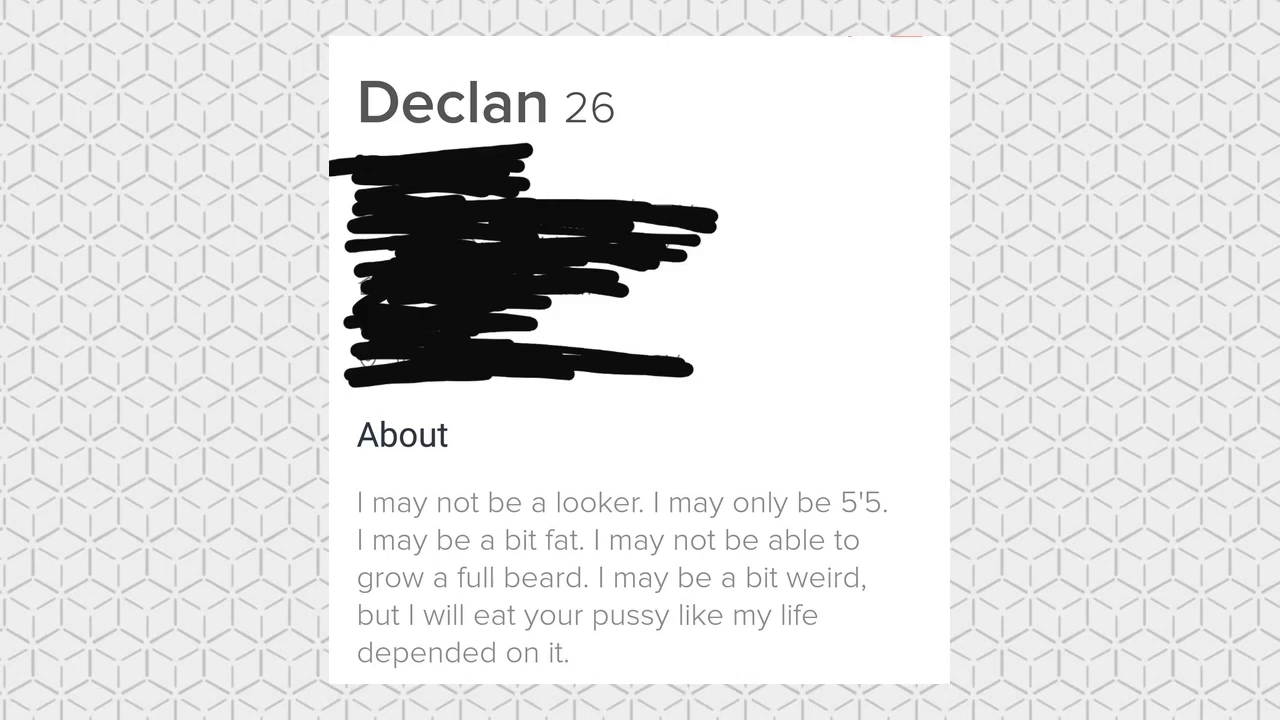 Declan 26
About
I may not be a looker. I may only be 5'5.
I may be a bit fat. I may not be able to
grow a full beard. I may be a bit weird,
but I will eat your pussy like my life
depended on it.